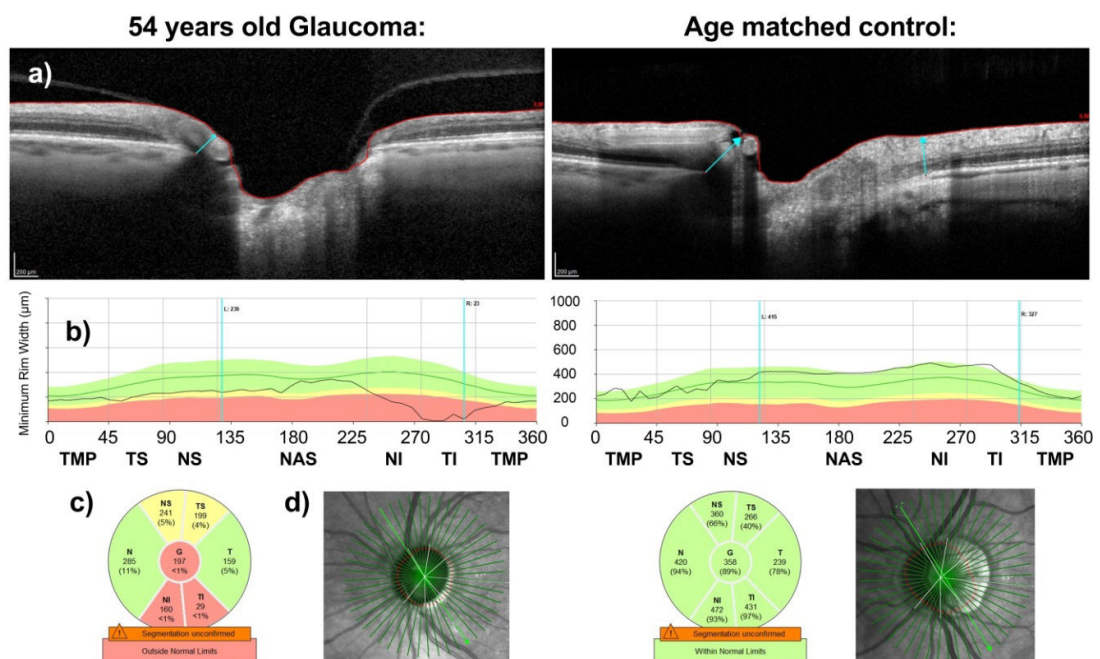 54 years old Glaucoma:
Age matched control:
a)
200 µm
200 µm
b)
Minimum Rim Width (µm)
L: 236
R: 23
0 45 90 135 180 225 270 315 360
TMP TS NS NAS NI TI TMP
1000
800
600
400
200
0
L: 415
R: 327
0 45 90 135 180 225 270 315 360
TMP TS NS NAS NI TI TMP
c)
NS
241
(5%)
TS
199
(4%)
N
285
(11%)
G
197
<1%
T
159
(5%)
NI
160
<1%
TI
29
<1%
Segmentation unconfirmed
Outside Normal Limits
d)
NS
360
(66%)
TS
266
(40%)
N
420
(94%)
G
358
(89%)
T
239
(78%)
NI
472
(93%)
TI
431
(97%)
Segmentation unconfirmed
Within Normal Limits